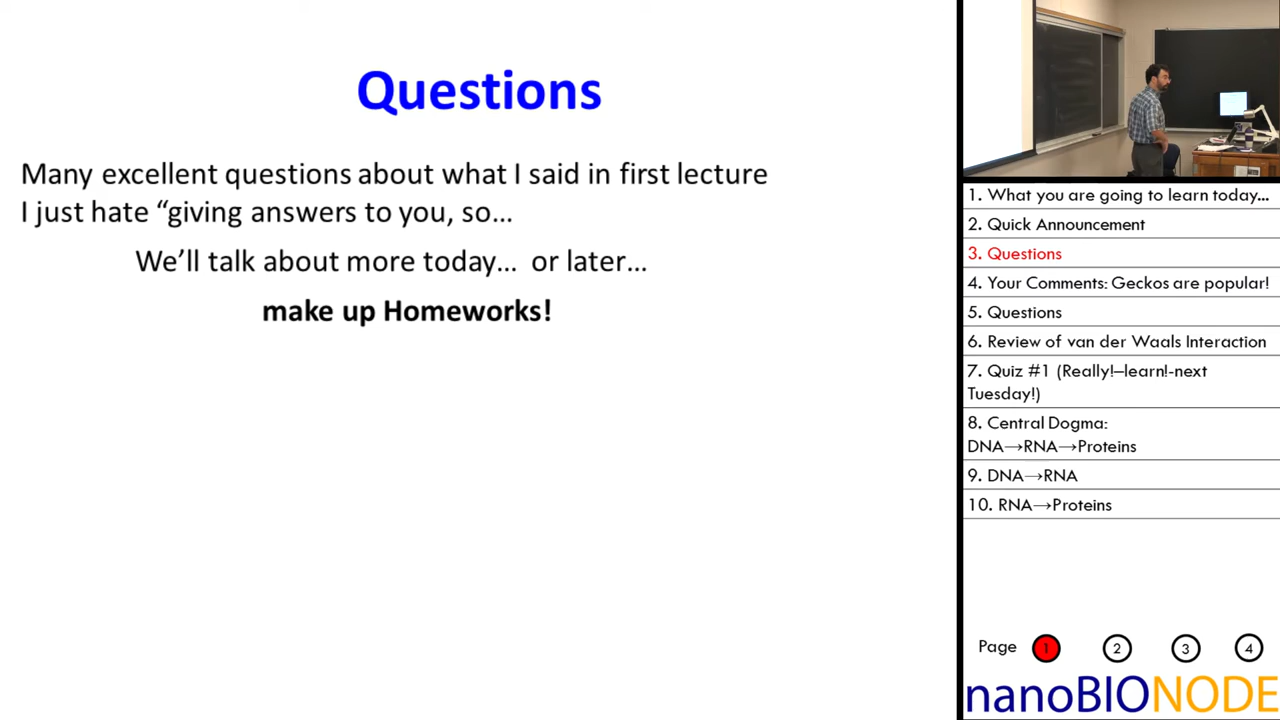 Questions
Many excellent questions about what I said in first lecture
I just hate “giving answers to you, so…
We’ll talk about more today… or later…
make up Homeworks!
1. What you are going to learn today…
2. Quick Announcement
3. Questions
4. Your Comments: Geckos are popular!
5. Questions
6. Review of van der Waals Interaction
7. Quiz #1 (Really!–learn!-next
Tuesday!)
8. Central Dogma:
DNA→RNA→Proteins
9. DNA→RNA
10. RNA→Proteins
Page 1 2 3 4
nanoBIONODE